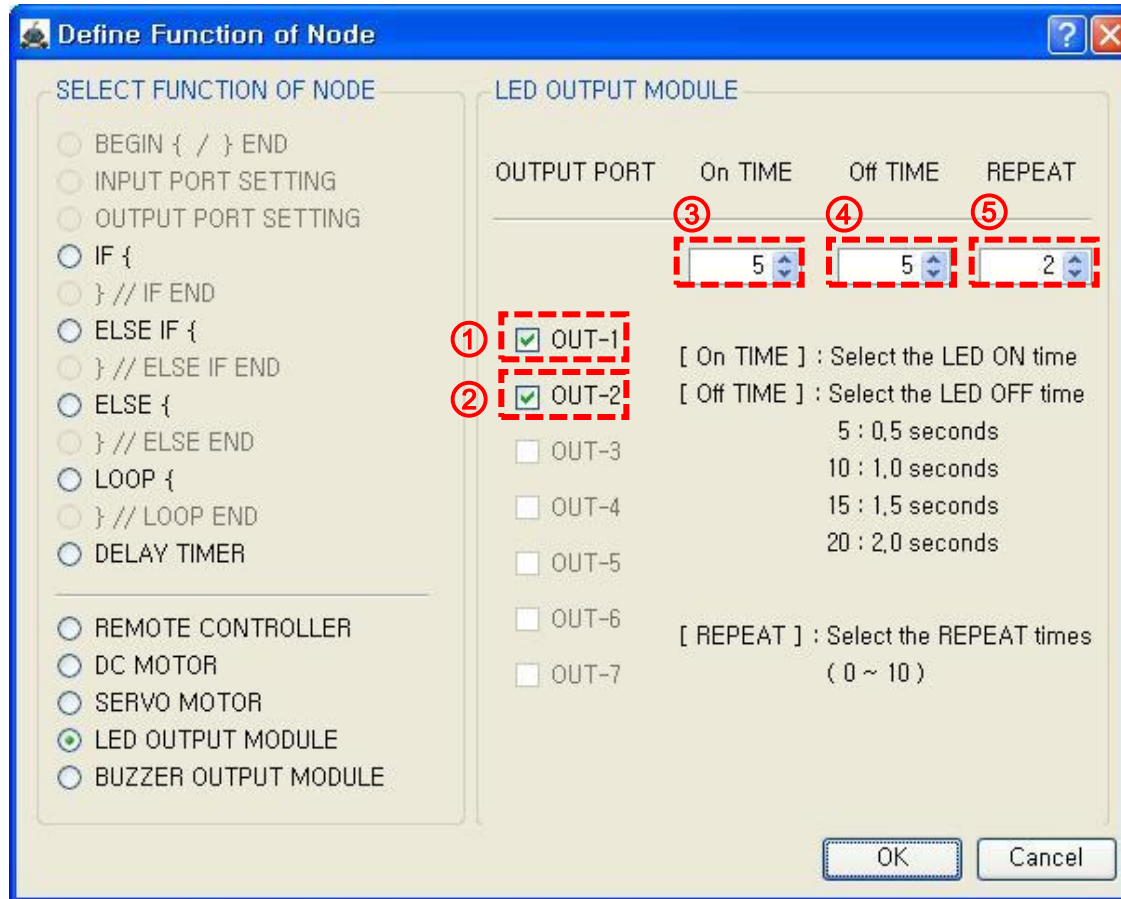 Define Function of Node
?
SELECT FUNCTION OF NODE
BEGIN { / } END
INPUT PORT SETTING
OUTPUT PORT SETTING
IF {
} // IF END
ELSE IF {
} // ELSE IF END
ELSE {
} // ELSE END
LOOP {
} // LOOP END
DELAY TIMER
REMOTE CONTROLLER
DC MOTOR
SERVO MOTOR
LED OUTPUT MODULE
BUZZER OUTPUT MODULE
LED OUTPUT MODULE
OUTPUT PORT On TIME Off TIME REPEAT
③ ④ ⑤
5 5 2
① OUT-1
② OUT-2
OUT-3
OUT-4
OUT-5
OUT-6
OUT-7
[ On TIME ] : Select the LED ON time
[ Off TIME ] : Select the LED OFF time
5 : 0,5 seconds
10 : 1,0 seconds
15 : 1,5 seconds
20 : 2,0 seconds
[ REPEAT ] : Select the REPEAT times
( 0 ~ 10 )
OK Cancel